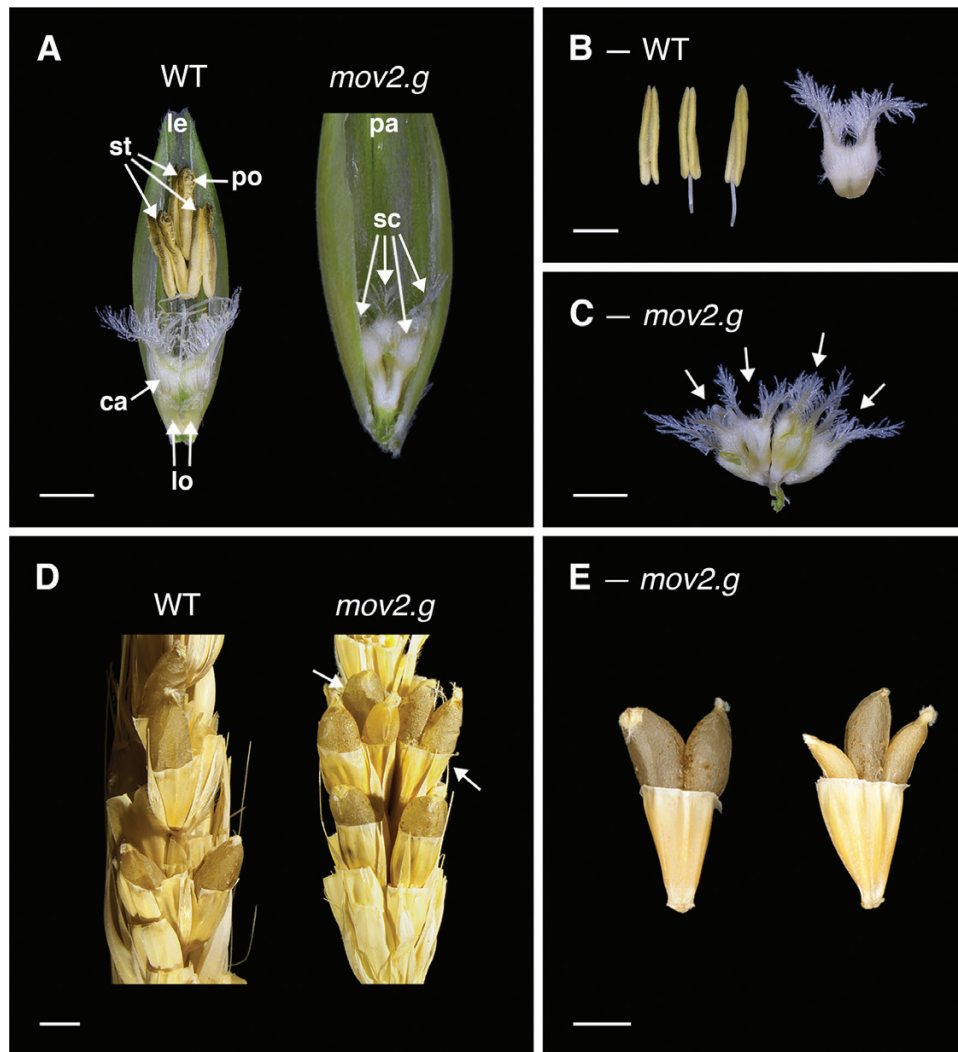 A
WT
mov2.g
le
st
po
ca
lo
pa
sc
B — WT
C — mov2.g
D
WT
mov2.g
E — mov2.g